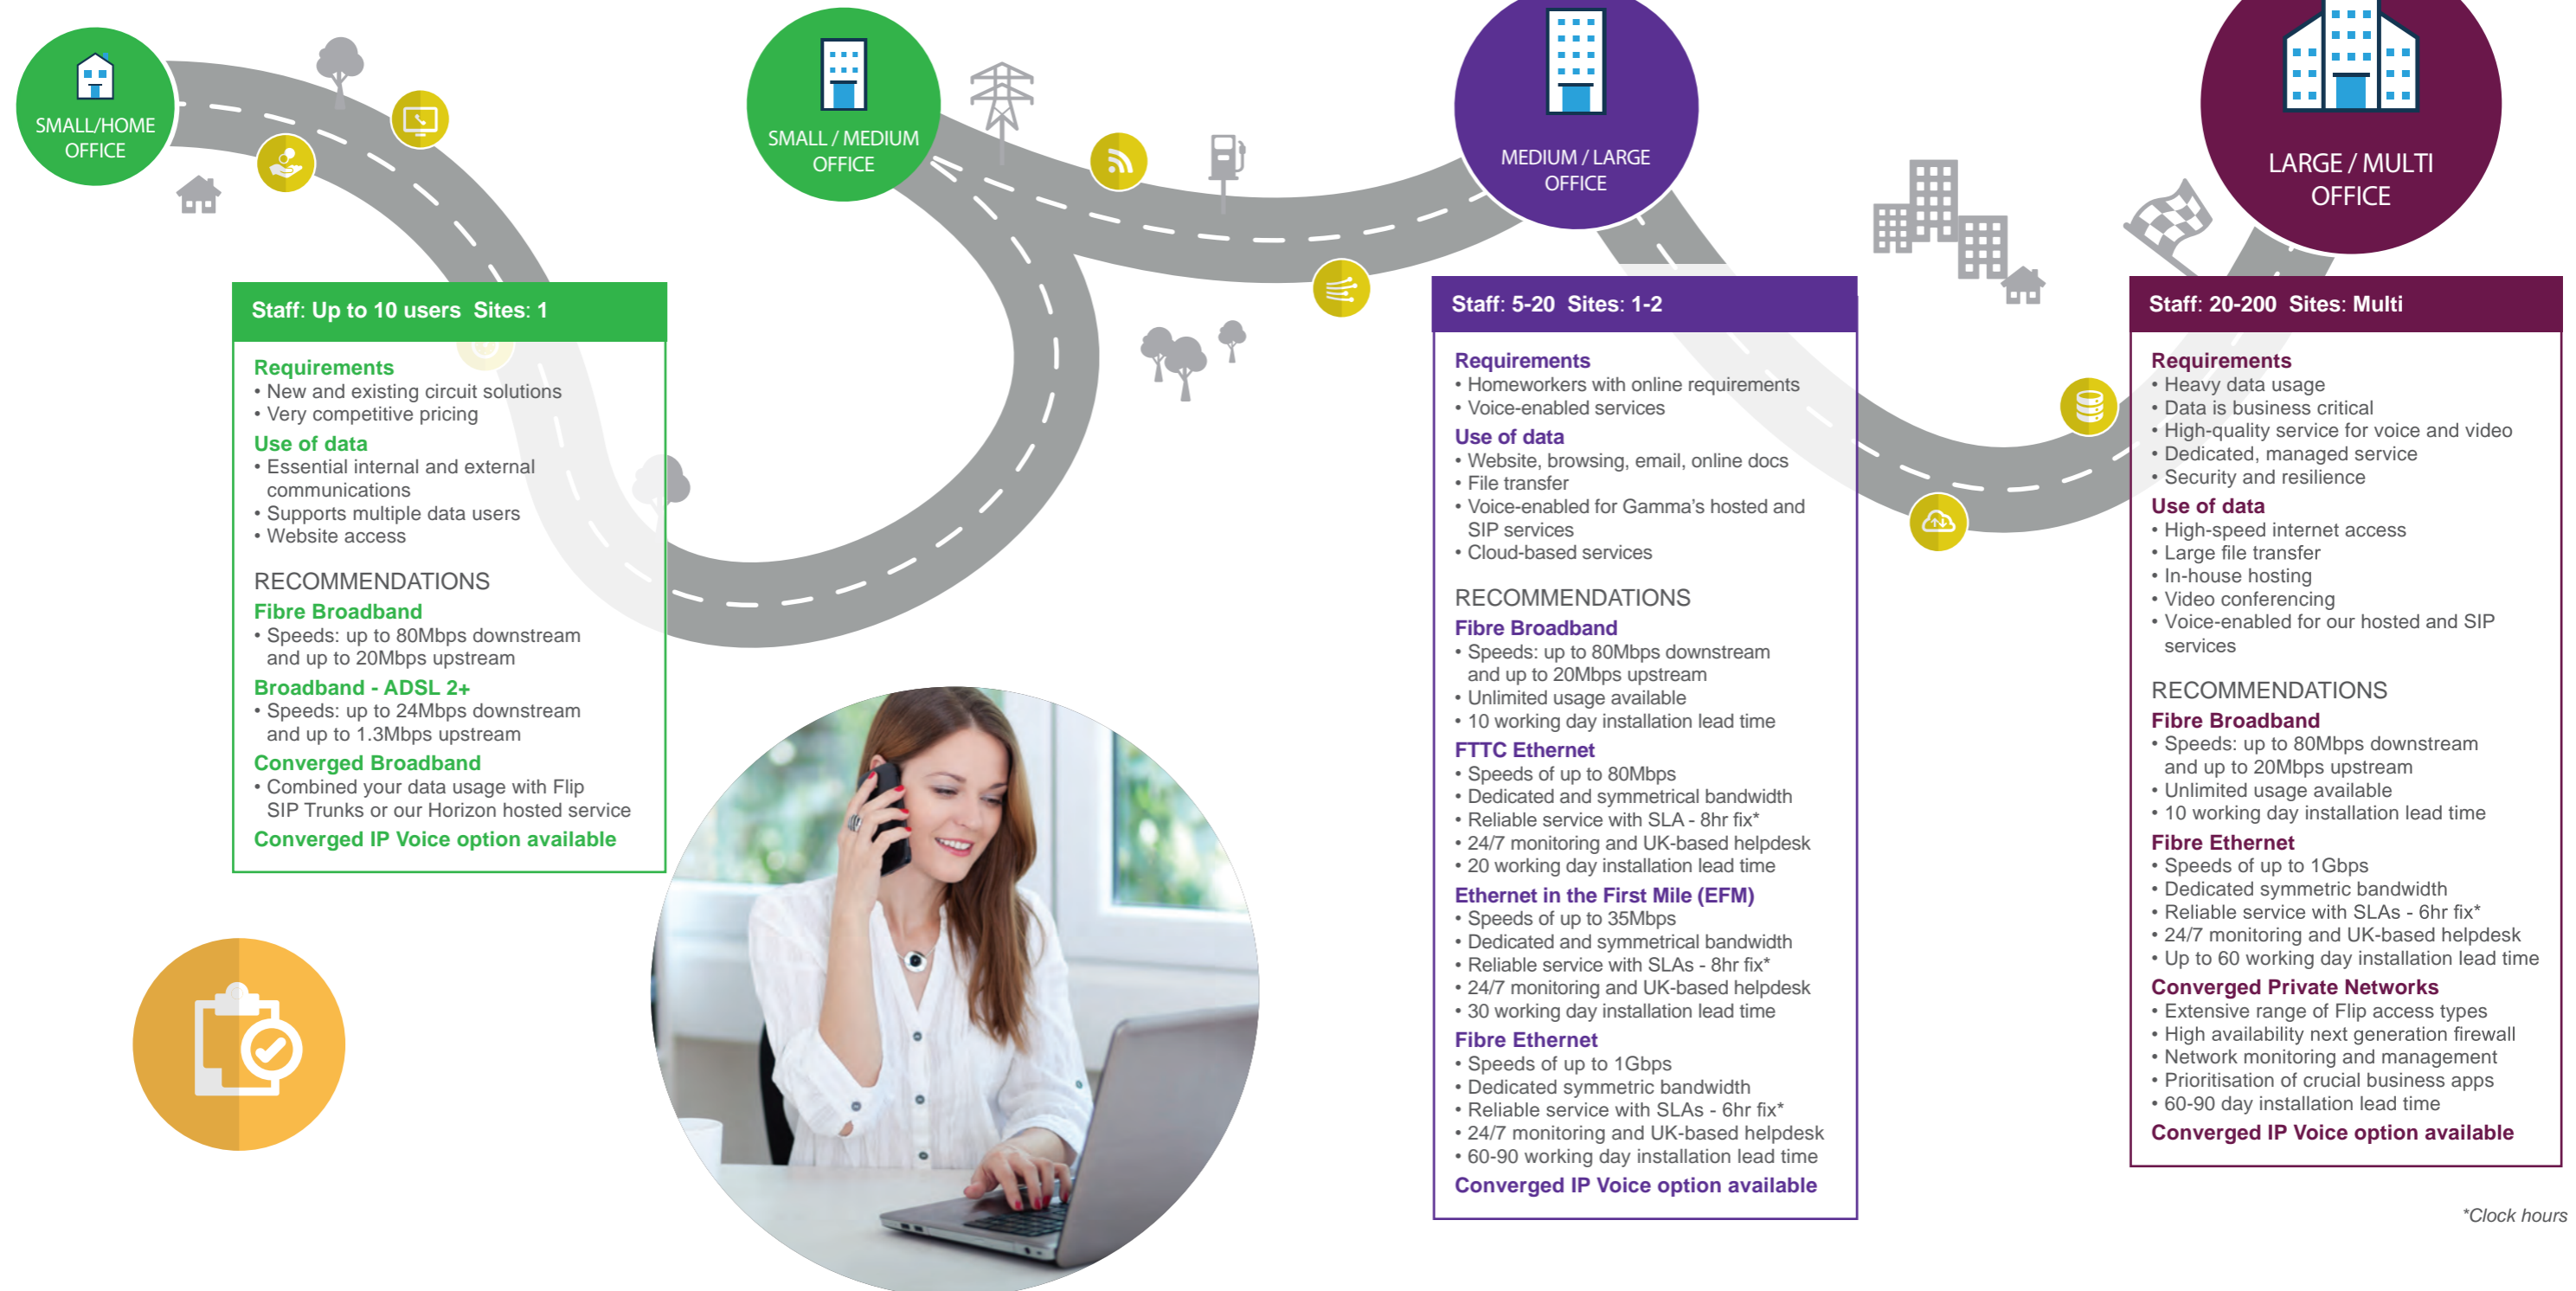 SMALL/HOME
OFFICE
SMALL / MEDIUM
OFFICE
MEDIUM / LARGE
OFFICE
LARGE / MULTI
OFFICE
Staff: Up to 10 users Sites: 1
Requirements
• New and existing circuit solutions
• Very competitive pricing
Use of data
• Essential internal and external
communications
• Supports multiple data users
• Website access
RECOMMENDATIONS
Fibre Broadband
• Speeds: up to 80Mbps downstream
and up to 20Mbps upstream
Broadband - ADSL 2+
• Speeds: up to 24Mbps downstream
and up to 1.3Mbps upstream
Converged Broadband
• Combined your data usage with Flip
SIP Trunks or our Horizon hosted service
Converged IP Voice option available
Staff: 5-20 Sites: 1-2
Requirements
• Homeworkers with online requirements
• Voice-enabled services
Use of data
• Website, browsing, email, online docs
• File transfer
• Voice-enabled for Gamma's hosted and
SIP services
• Cloud-based services
RECOMMENDATIONS
Fibre Broadband
• Speeds: up to 80Mbps downstream
and up to 20Mbps upstream
• Unlimited usage available
• 10 working day installation lead time
FTTC Ethernet
• Speeds of up to 80Mbps
• Dedicated and symmetrical bandwidth
• Reliable service with SLA - 8hr fix*
• 24/7 monitoring and UK-based helpdesk
• 20 working day installation lead time
Ethernet in the First Mile (EFM)
• Speeds of up to 35Mbps
• Dedicated and symmetrical bandwidth
• Reliable service with SLAs - 8hr fix*
• 24/7 monitoring and UK-based helpdesk
• 30 working day installation lead time
Fibre Ethernet
• Speeds of up to 1Gbps
• Dedicated symmetric bandwidth
• Reliable service with SLAs - 6hr fix*
• 24/7 monitoring and UK-based helpdesk
• 60-90 working day installation lead time
Converged IP Voice option available
Staff: 20-200 Sites: Multi
Requirements
• Heavy data usage
• Data is business critical
• High-quality service for voice and video
• Dedicated, managed service
• Security and resilience
Use of data
• High-speed internet access
• Large file transfer
• In-house hosting
• Video conferencing
• Voice-enabled for our hosted and SIP
services
RECOMMENDATIONS
Fibre Broadband
• Speeds: up to 80Mbps downstream
and up to 20Mbps upstream
• Unlimited usage available
• 10 working day installation lead time
Fibre Ethernet
• Speeds of up to 1Gbps
• Dedicated symmetric bandwidth
• Reliable service with SLAs - 6hr fix*
• 24/7 monitoring and UK-based helpdesk
• Up to 60 working day installation lead time
Converged Private Networks
• Extensive range of Flip access types
• High availability next generation firewall
• Network monitoring and management
• Prioritisation of crucial business apps
• 60-90 day installation lead time
Converged IP Voice option available
*Clock hours